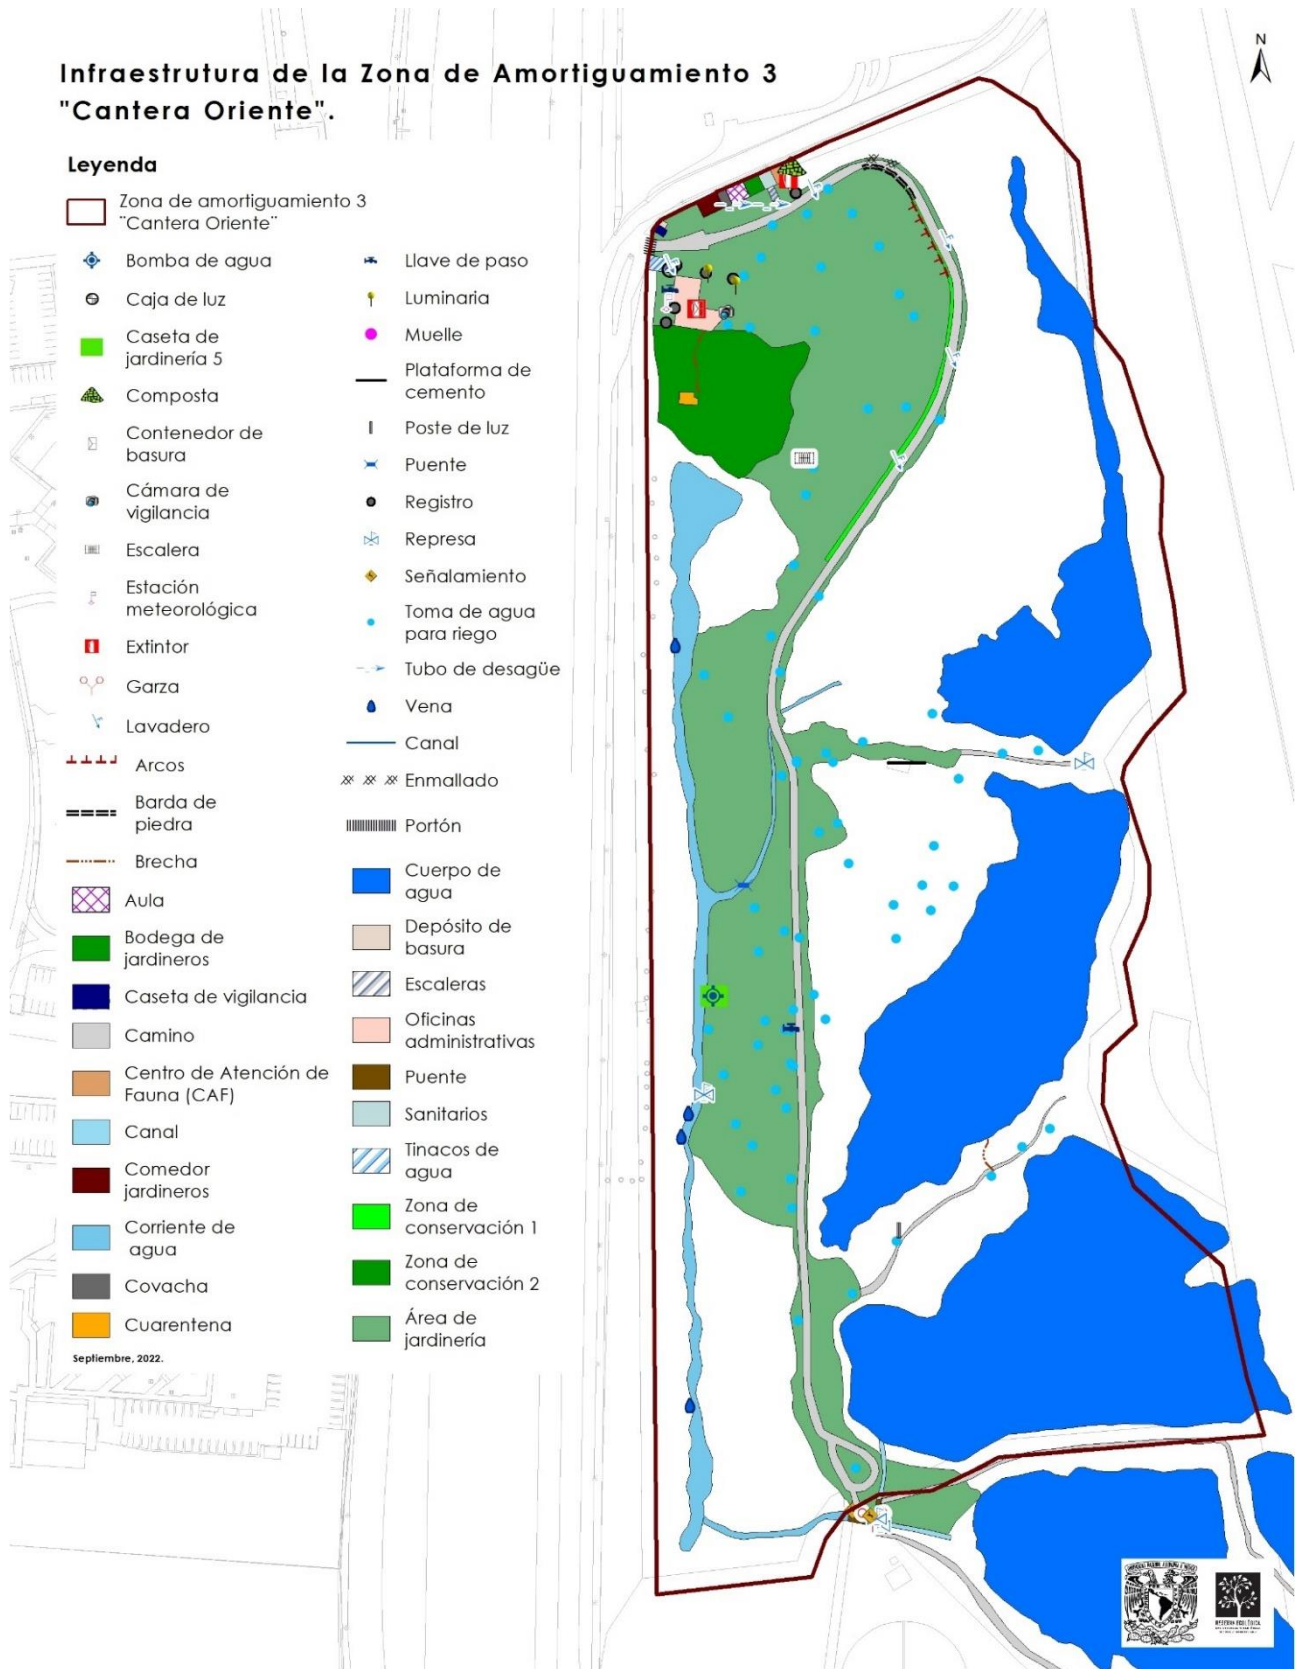 Infraestrutura de la Zona de Amortiguamiento 3
"Cantera Oriente".
N
Leyenda
Zona de amortiguamiento 3
¨Cantera Oriente¨
Bomba de agua
Caja de luz
Caseta de
jardinería 5
Composta
Contenedor de
basura
Cámara de
vigilancia
Escalera
Estación
meteorológica
Extintor
Garza
Lavadero
Arcos
Barda de
piedra
Brecha
Aula
Bodega de
jardineros
Caseta de vigilancia
Camino
Centro de Atención de
Fauna (CAF)
Canal
Comedor
jardineros
Corriente de
agua
Covacha
Cuarentena
Llave de paso
Luminaria
Muelle
Plataforma de
cemento
Poste de luz
Puente
Registro
Represa
Señalamiento
Toma de agua
para riego
Tubo de desagüe
Vena
Canal
Enmallado
Portón
Cuerpo de
agua
Depósito de
basura
Escaleras
Oficinas
administrativas
Puente
Sanitarios
Tinacos de
agua
Zona de
conservación 1
Zona de
conservación 2
Área de
jardinería
Septiembre, 2022.